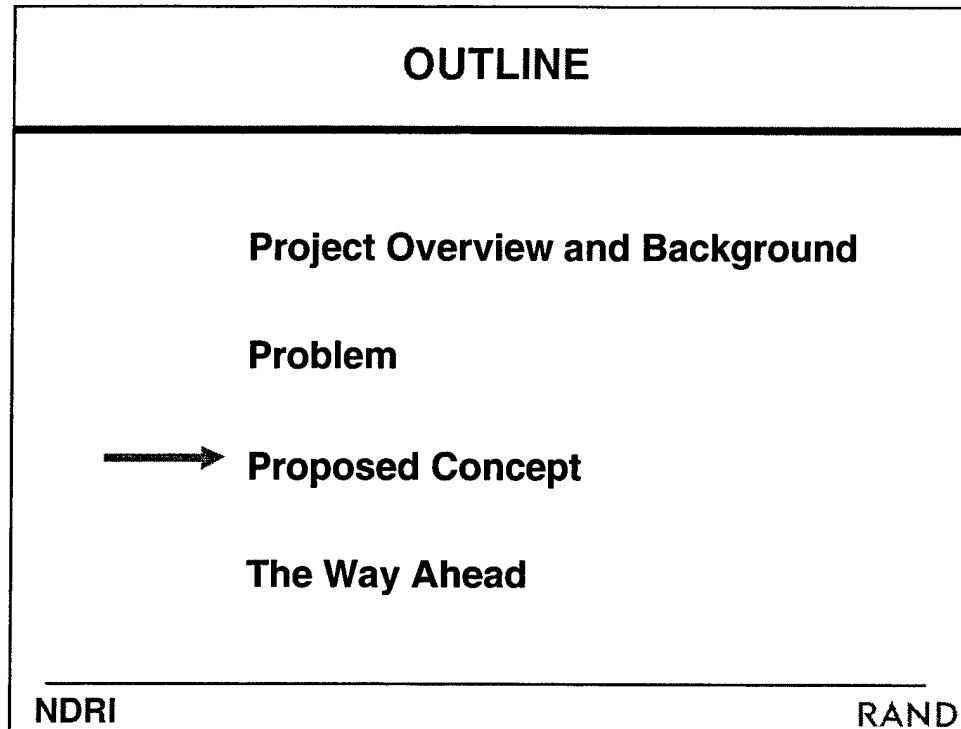 OUTLINE
Project Overview and Background
Problem
Proposed Concept
The Way Ahead
NDRI RAND